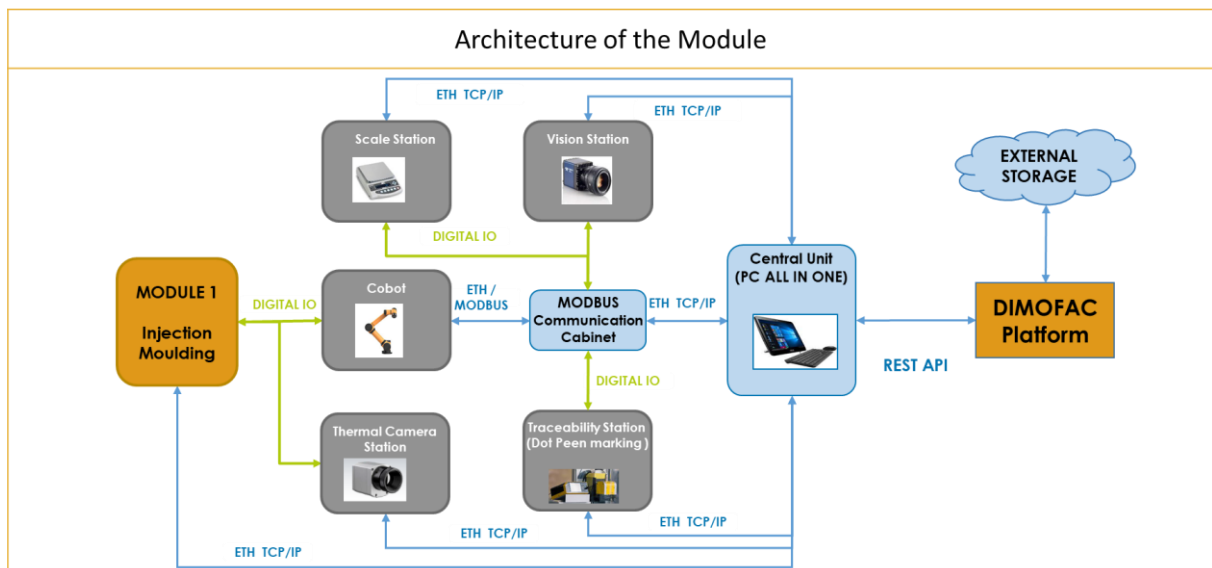 Architecture of the Module
ETH TCP/IP
ETH TCP/IP
Scale Station
Vision Station
EXTERNAL
STORAGE
DIGITAL IO
Central Unit
(PC ALL IN ONE)
MODULE 1
Injection
Moulding
DIGITAL IO
Cobot
ETH /
MODBUS
MODBUS
Communication
Cabinet
ETH TCP/IP
DIMOFAC
Platform
REST API
DIGITAL IO
Thermal Camera
Station
Traceability Station
(Dot Peen marking )
ETH TCP/IP
ETH TCP/IP
ETH TCP/IP